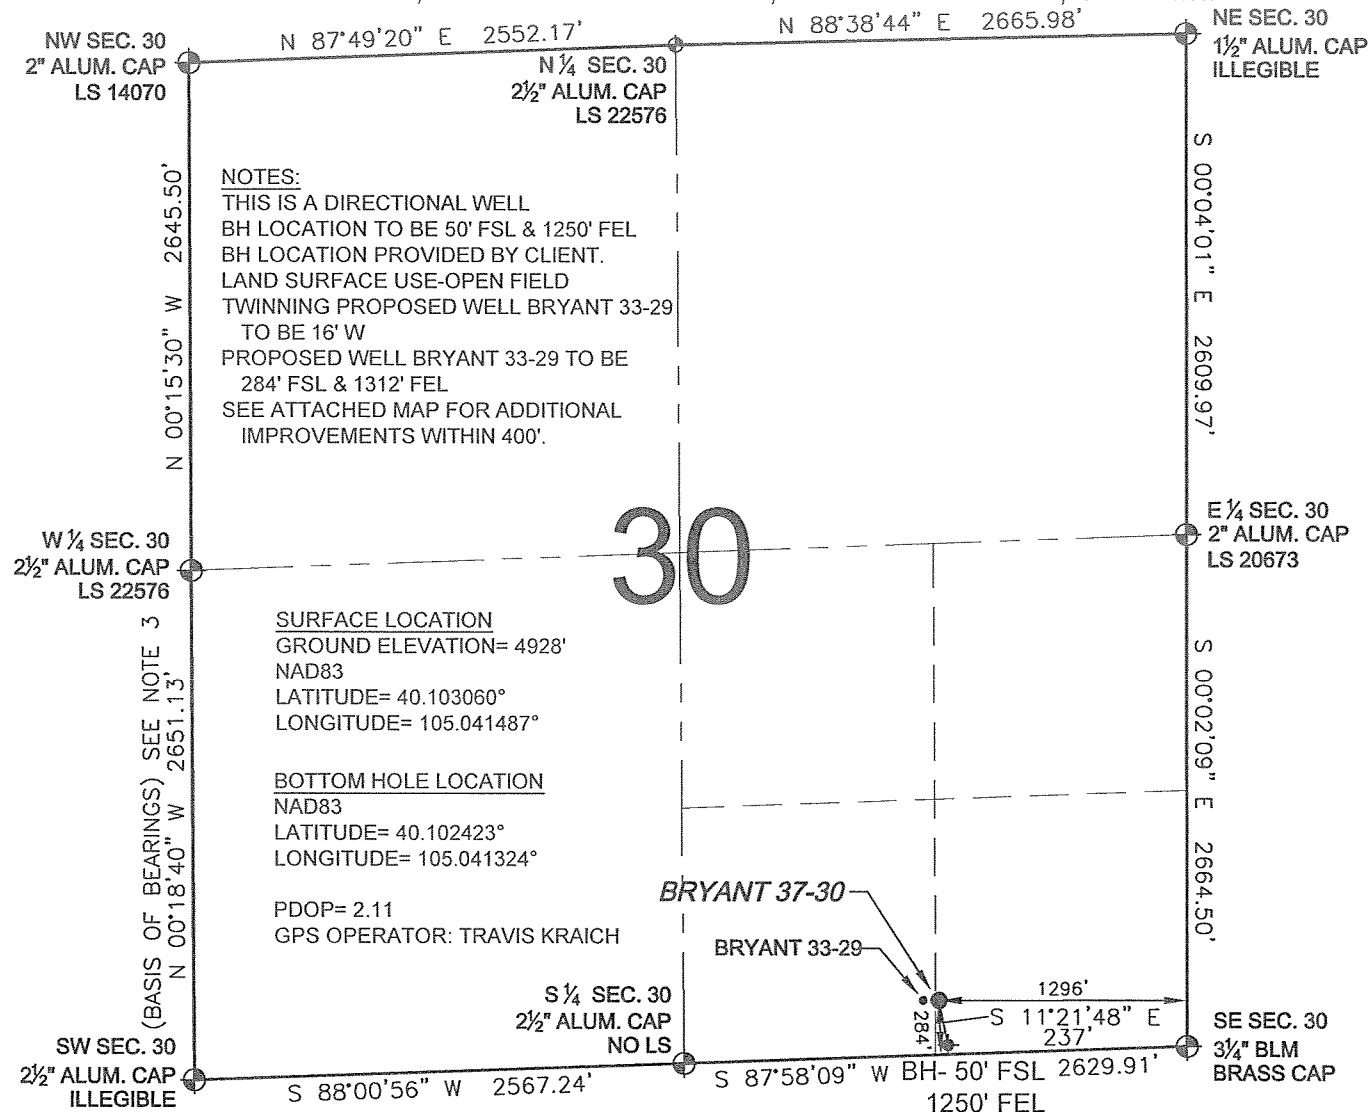 N 87°49'20" E 2552.17'
N 88°38'44" E 2665.98'
NW SEC. 30
2" ALUM. CAP
LS 14070
N ¼ SEC. 30
2½" ALUM. CAP
LS 22576
NE SEC. 30
1½" ALUM. CAP
ILLEGIBLE
N 00°15'30" W 2645.50'
NOTES:
THIS IS A DIRECTIONAL WELL
BH LOCATION TO BE 50' FSL & 1250' FEL
BH LOCATION PROVIDED BY CLIENT.
LAND SURFACE USE-OPEN FIELD
TWINNING PROPOSED WELL BRYANT 33-29
TO BE 16' W
PROPOSED WELL BRYANT 33-29 TO BE
284' FSL & 1312' FEL
SEE ATTACHED MAP FOR ADDITIONAL
IMPROVEMENTS WITHIN 400'.
S 00°04'01" E 2609.97'
30
W ¼ SEC. 30
2½" ALUM. CAP
LS 22576
E ¼ SEC. 30
2" ALUM. CAP
LS 20673
(BASIS OF BEARINGS) SEE NOTE 3
N 00°18'40" W 2651.13'
SURFACE LOCATION
GROUND ELEVATION= 4928'
NAD83
LATITUDE= 40.103060°
LONGITUDE= 105.041487°
BOTTOM HOLE LOCATION
NAD83
LATITUDE= 40.102423°
LONGITUDE= 105.041324°
PDOP= 2.11
GPS OPERATOR: TRAVIS KRAICH
S 00°02'09" E 2664.50'
BRYANT 37-30
BRYANT 33-29
1296'
284'
S 11°21'48" E
237'
S ¼ SEC. 30
2½" ALUM. CAP
NO LS
SW SEC. 30
2½" ALUM. CAP
ILLEGIBLE
SE SEC. 30
3¼" BLM
BRASS CAP
S 88°00'56" W 2567.24'
S 87°58'09" W 2629.91'
BH- 50' FSL
1250' FEL